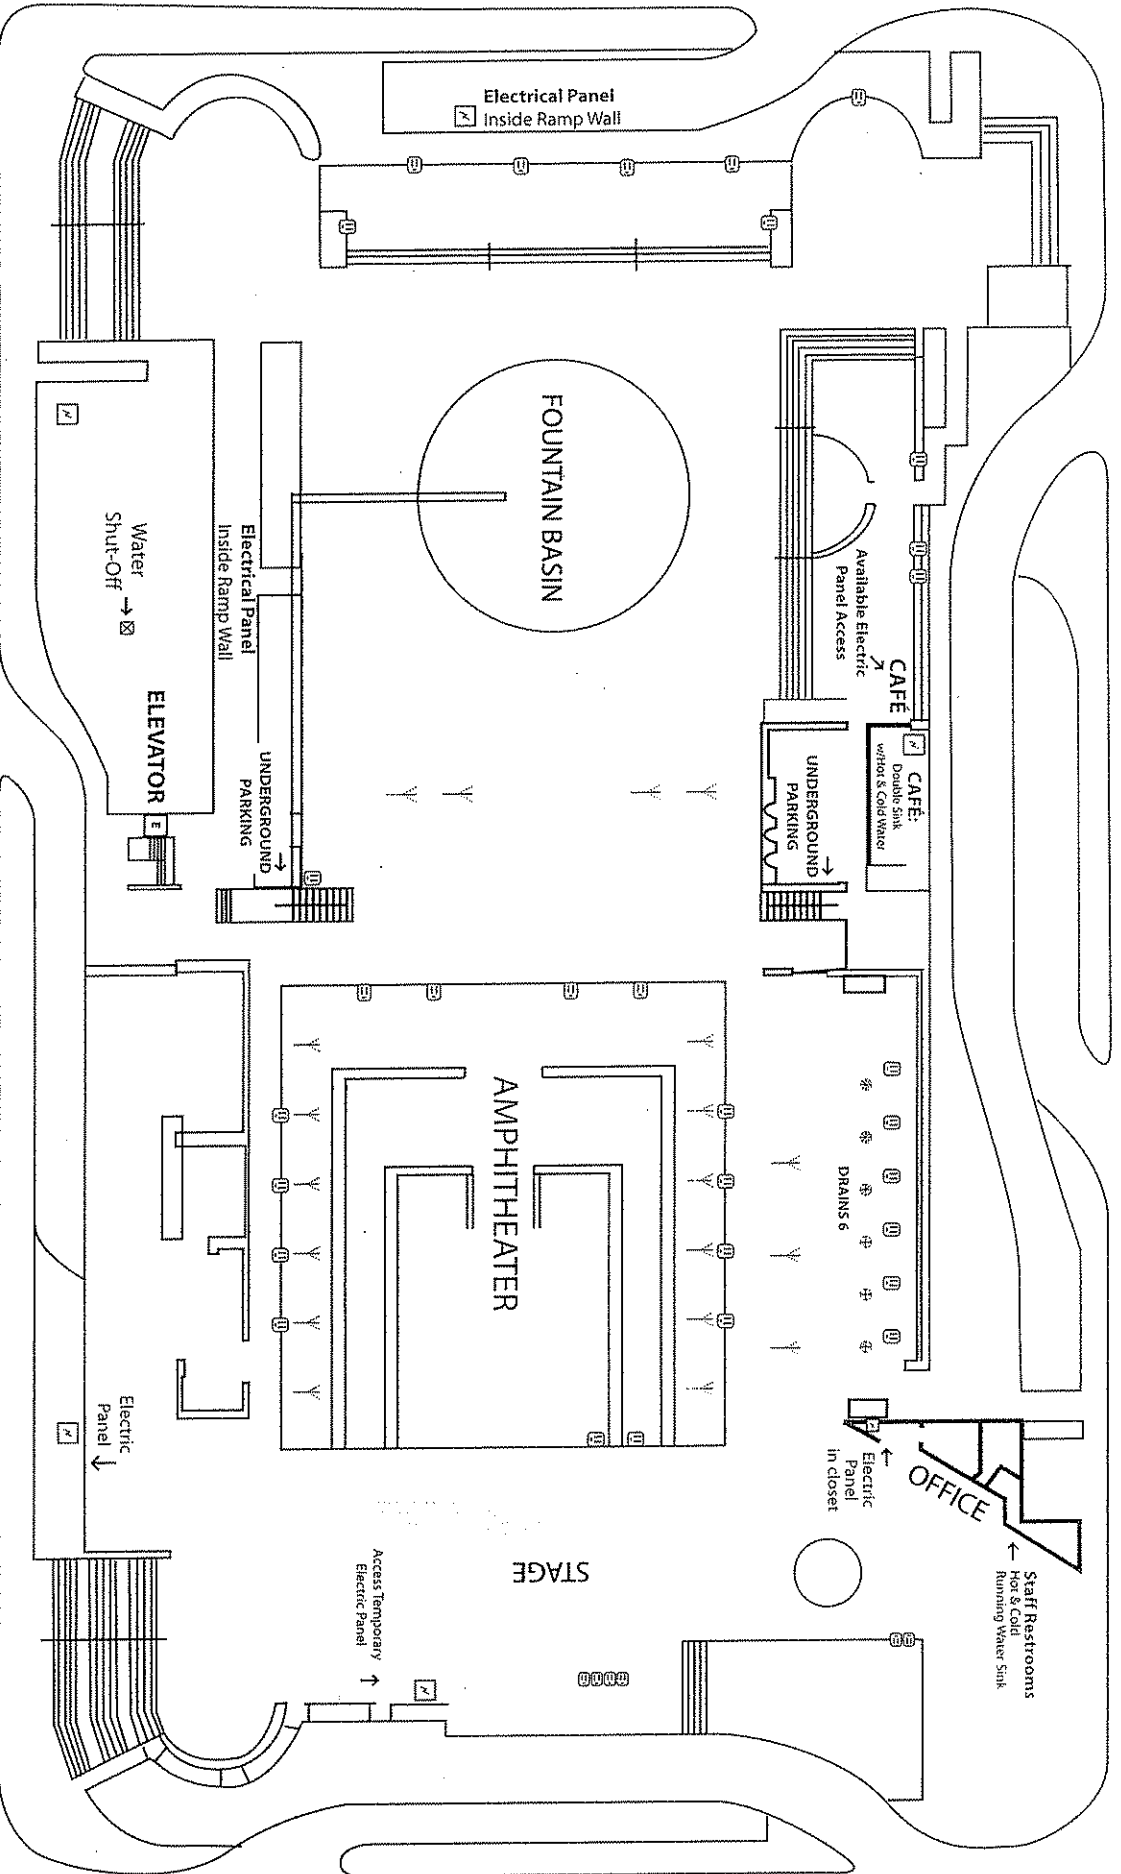 Electrical Panel
Inside Ramp Wall
FOUNTAIN BASIN
Available Electric
Panel Access
CAFÉ
CAFÉ:
Double Sink
w/Hot & Cold Water
UNDERGROUND
PARKING
Water
Shut-Off
Electrical Panel
Inside Ramp Wall
ELEVATOR
E
UNDERGROUND
PARKING
AMPHITHEATER
DRAINS 6
Electric
Panel
Electric
Panel
in closet
OFFICE
Staff Restrooms
Hot & Cold
Running Water Sink
STAGE
Access Temporary
Electric Panel